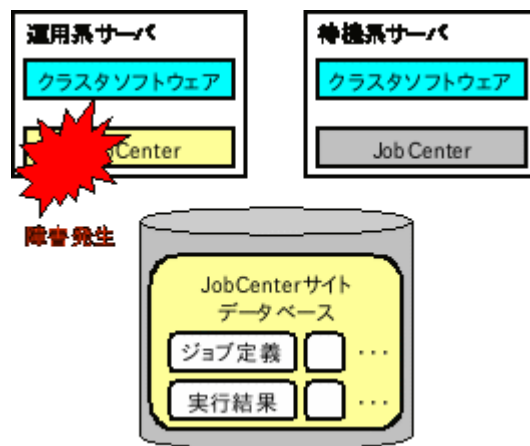 運用系サーバ
クラスタソフトウェア
Center
障害発生
待機系サーバ
クラスタソフトウェア
JobCenter
JobCenterサイト
データベース
ジョブ定義 ···
実行結果 ···